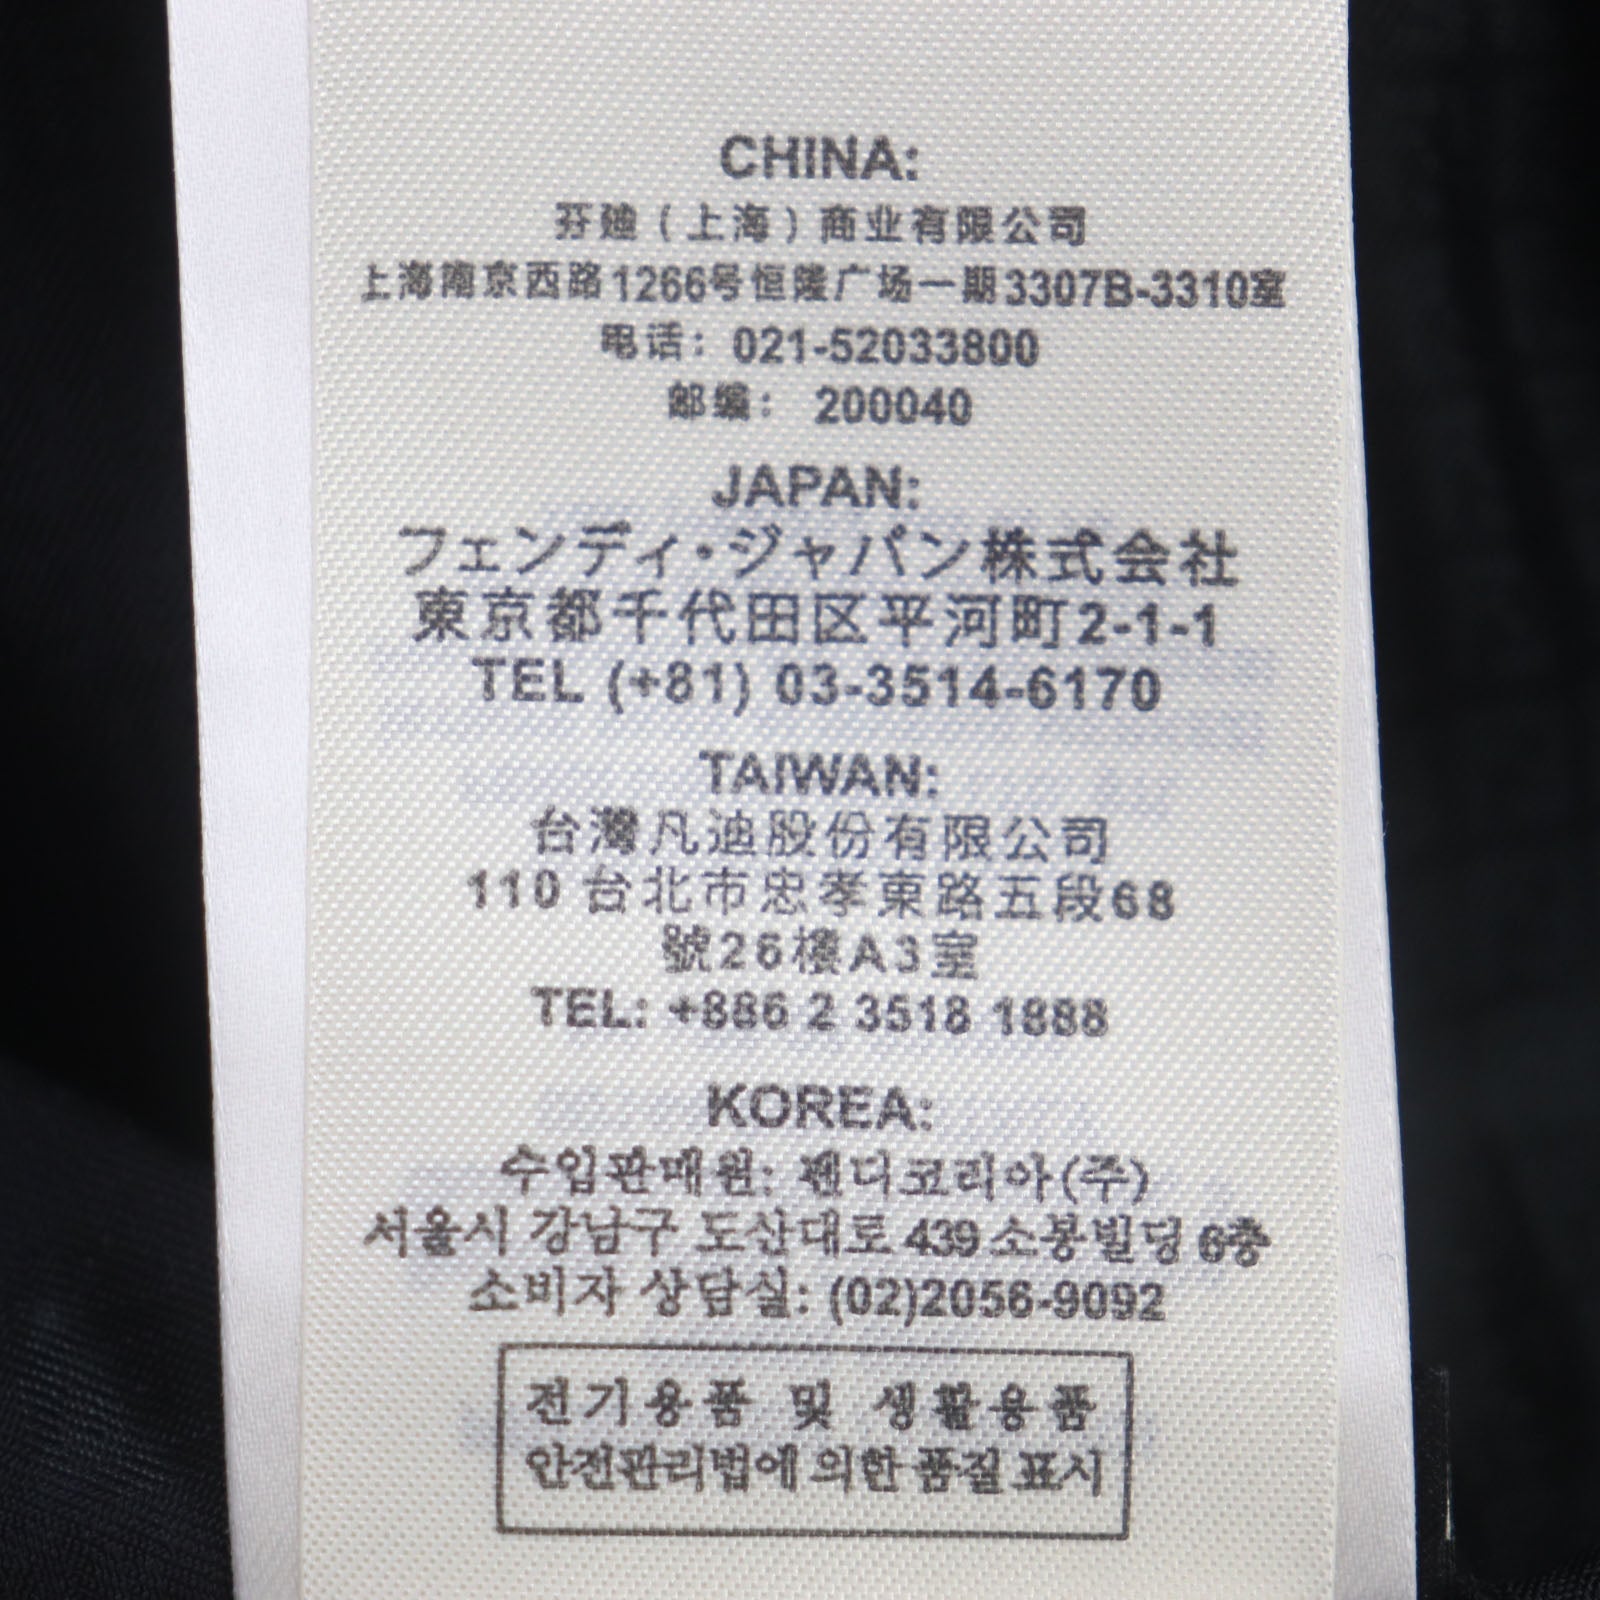 CHINA:
芬迪（上海）商业有限公司
上海南京西路1266号恒隆广场一期3307B-3310室
电话：021-52033800
邮编： 200040
JAPAN:
フェンディ・ジャパン株式会社
東京都千代田区平河町2-1-1
TEL (+81) 03-3514-6170
TAIWAN:
台灣凡迪股份有限公司
110 台北市忠孝東路五段68
號26樓A3室
TEL: +886 2 3518 1888
KOREA:
수입판매원: 펜디코리아(주)
서울시 강남구 도산대로 439 소봉빌딩 6층
소비자 상담실: (02)2056-9092
전기용품 및 생활용품
안전관리법에 의한 품질 표시